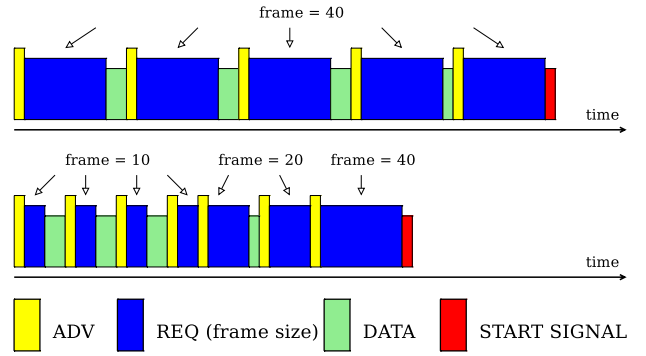 frame = 40
time
frame = 10 frame = 20 frame = 40
time
ADV REQ (frame size) DATA START SIGNAL